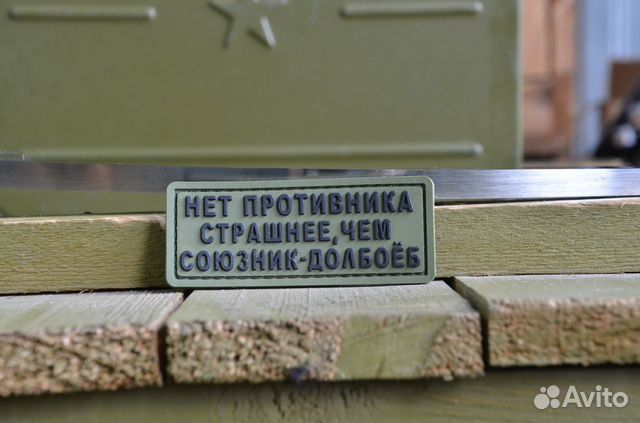 НЕТ ПРОТИВНИКА
СТРАШНЕЕ, ЧЕМ
СОЮЗНИК-ДОЛБОЁБ
Avito